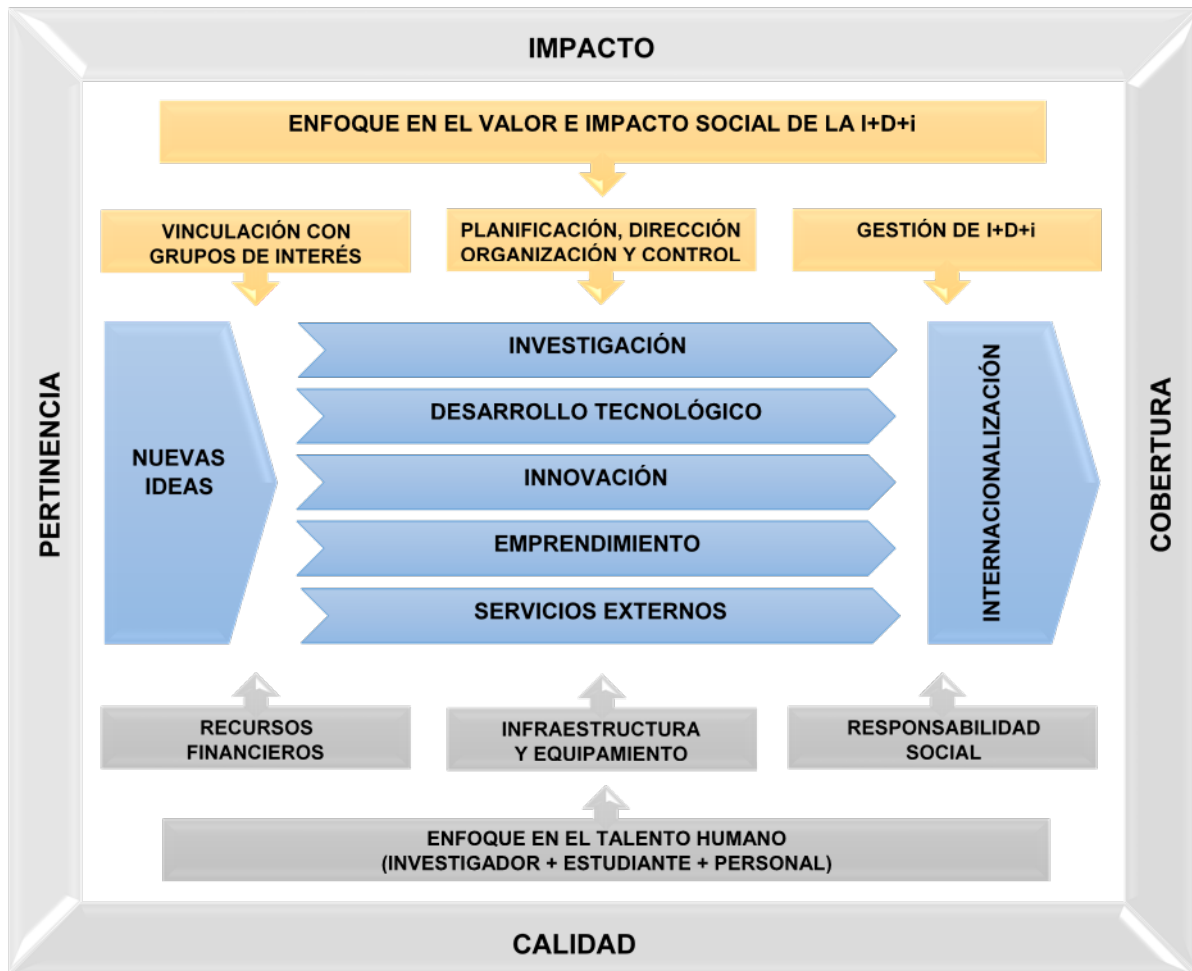 IMPACTO
ENFOQUE EN EL VALOR E IMPACTO SOCIAL DE LA I+D+i
VINCULACIÓN CON
GRUPOS DE INTERÉS
PLANIFICACIÓN, DIRECCIÓN
ORGANIZACIÓN Y CONTROL
GESTIÓN DE I+D+i
PERTINENCIA
NUEVAS
IDEAS
INVESTIGACIÓN
DESARROLLO TECNOLÓGICO
INNOVACIÓN
EMPRENDIMIENTO
SERVICIOS EXTERNOS
INTERNACIONALIZACIÓN
COBERTURA
RECURSOS
FINANCIEROS
INFRAESTRUCTURA
Y EQUIPAMIENTO
RESPONSABILIDAD
SOCIAL
ENFOQUE EN EL TALENTO HUMANO
(INVESTIGADOR + ESTUDIANTE + PERSONAL)
CALIDAD